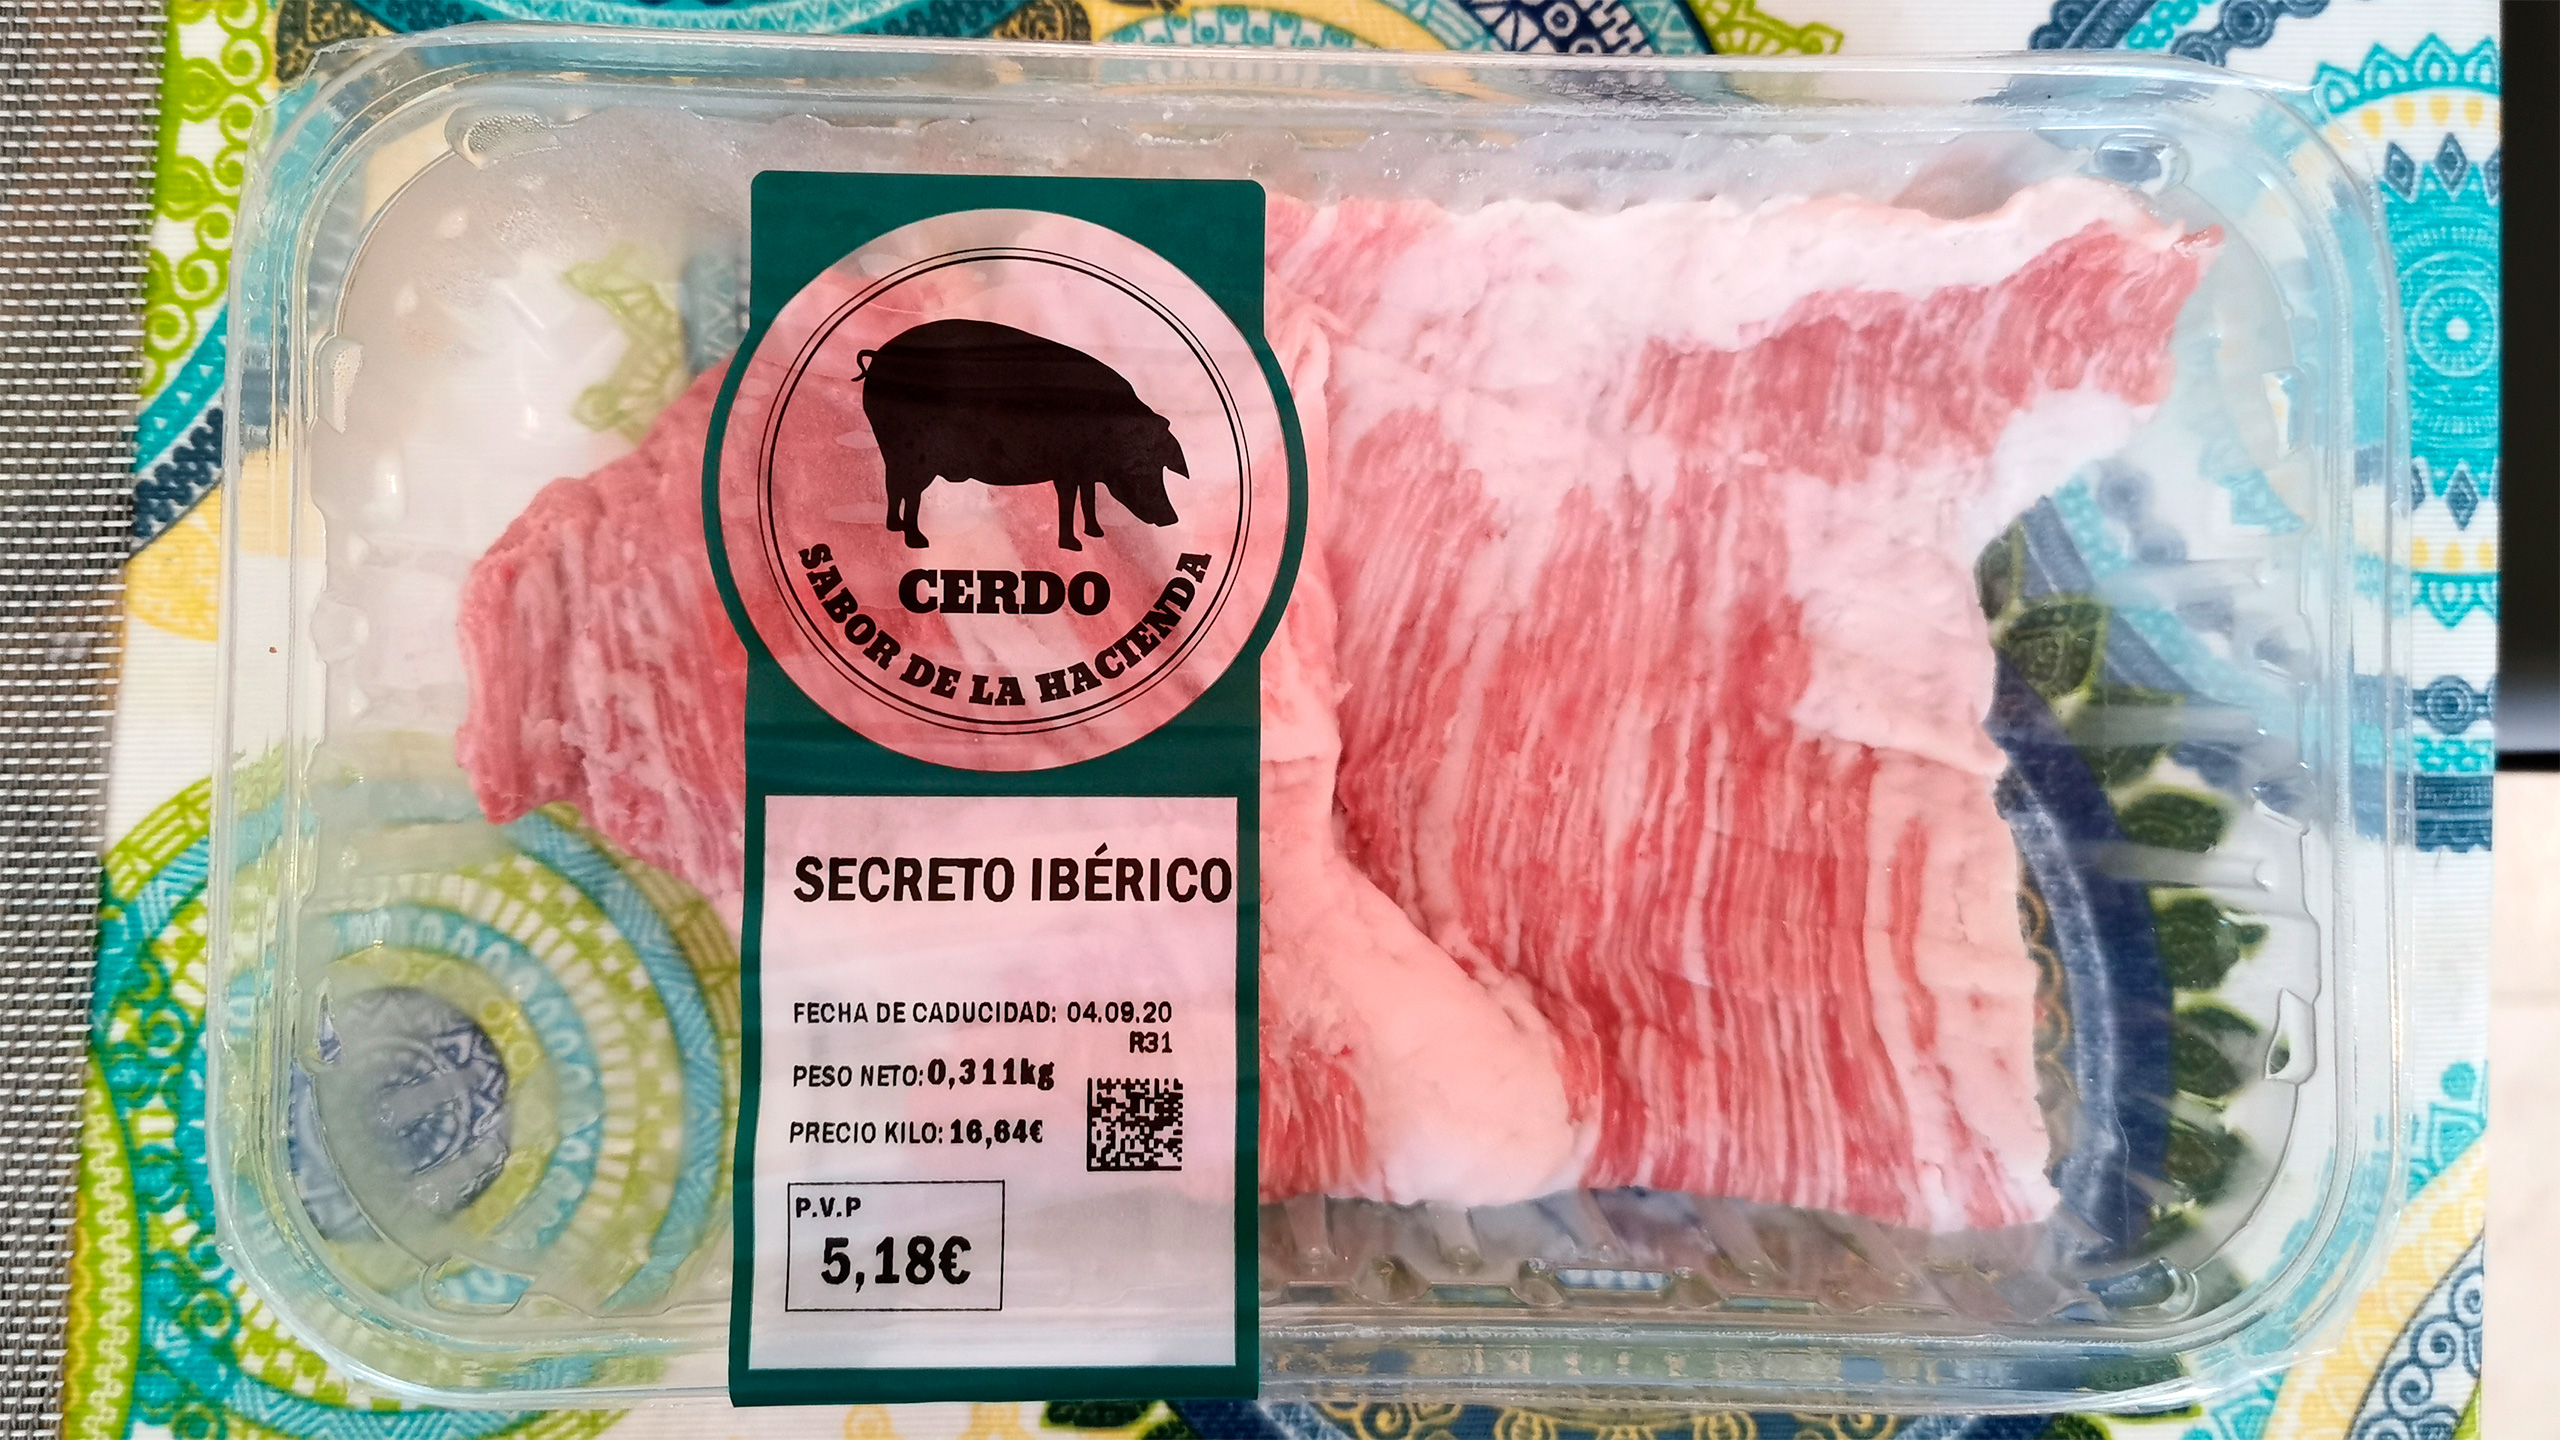 CERDO
SABOR DE LA HACIENDA
SECRETO IBÉRICO
FECHA DE CADUCIDAD: 04.09.20
R31
PESO NETO: 0,311kg
PRECIO KILO: 16,64€
P.V.P
5,18€